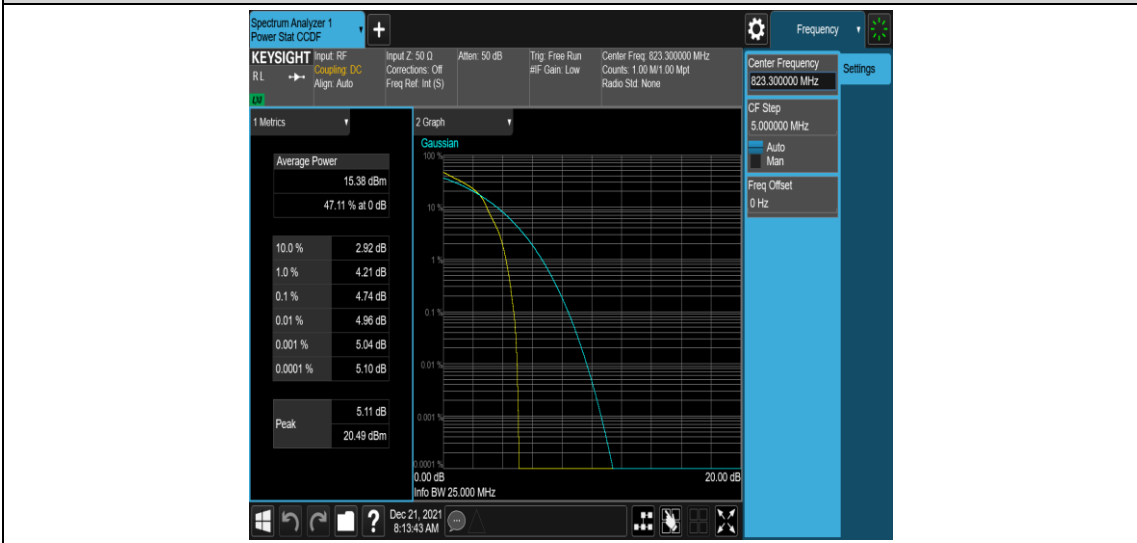 Spectrum Analyzer 1
Power Stat CCDF
+
Frequency
KEYSIGHT
RL
LXI
Input: RF
Coupling: DC
Align: Auto
Input Z: 50 Ω
Corrections: Off
Freq Ref: Int (S)
Atten: 50 dB
Trig: Free Run
#IF Gain: Low
Center Freq: 823.300000 MHz
Counts: 1.00 M/1.00 Mpt
Radio Std: None
Center Frequency
823.300000 MHz
Settings
CF Step
5.000000 MHz
Auto
Man
Freq Offset
0 Hz
1 Metrics
Average Power
15.38 dBm
47.11 % at 0 dB
10.0 % 2.92 dB
1.0 % 4.21 dB
0.1 % 4.74 dB
0.01 % 4.96 dB
0.001 % 5.04 dB
0.0001 % 5.10 dB
Peak
5.11 dB
20.49 dBm
2 Graph
Gaussian
100 %
10 %
1 %
0.1 %
0.01 %
0.001 %
0.0001 %
0.00 dB 20.00 dB
Info BW 25.000 MHz
?
Dec 21, 2021
8:13:43 AM